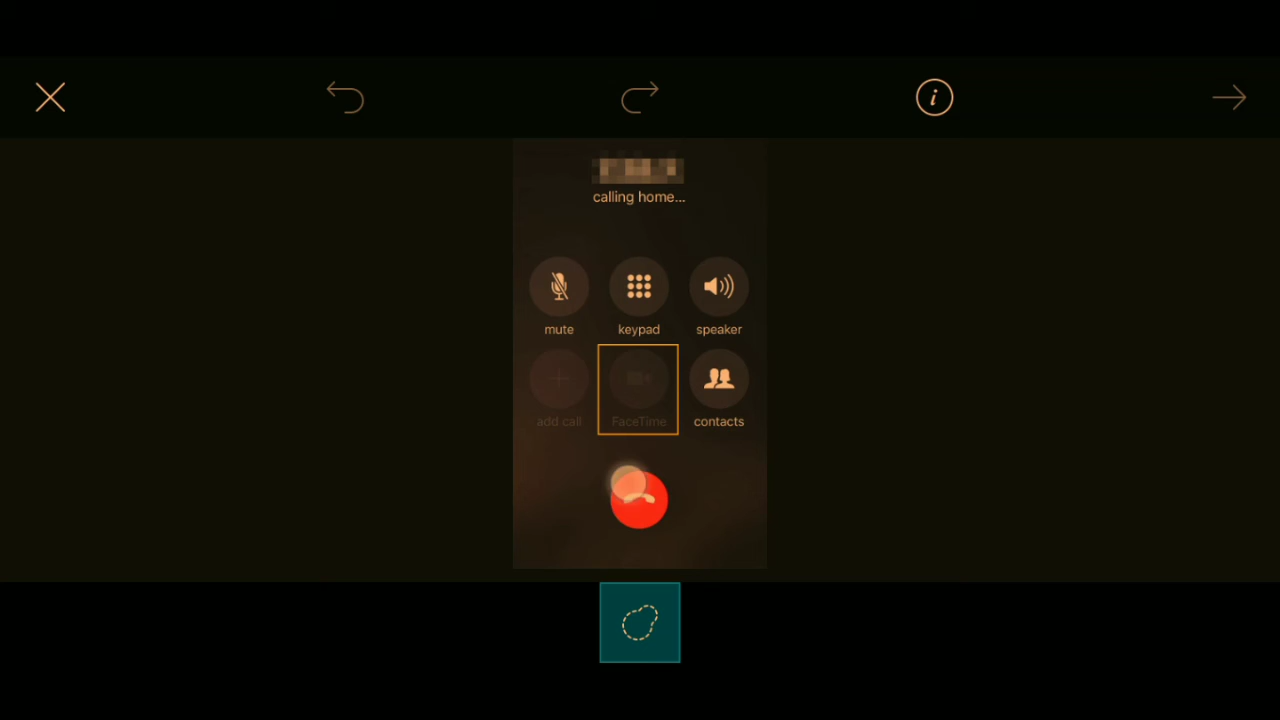 calling home...
mute
keypad
speaker
add call
FaceTime
contacts